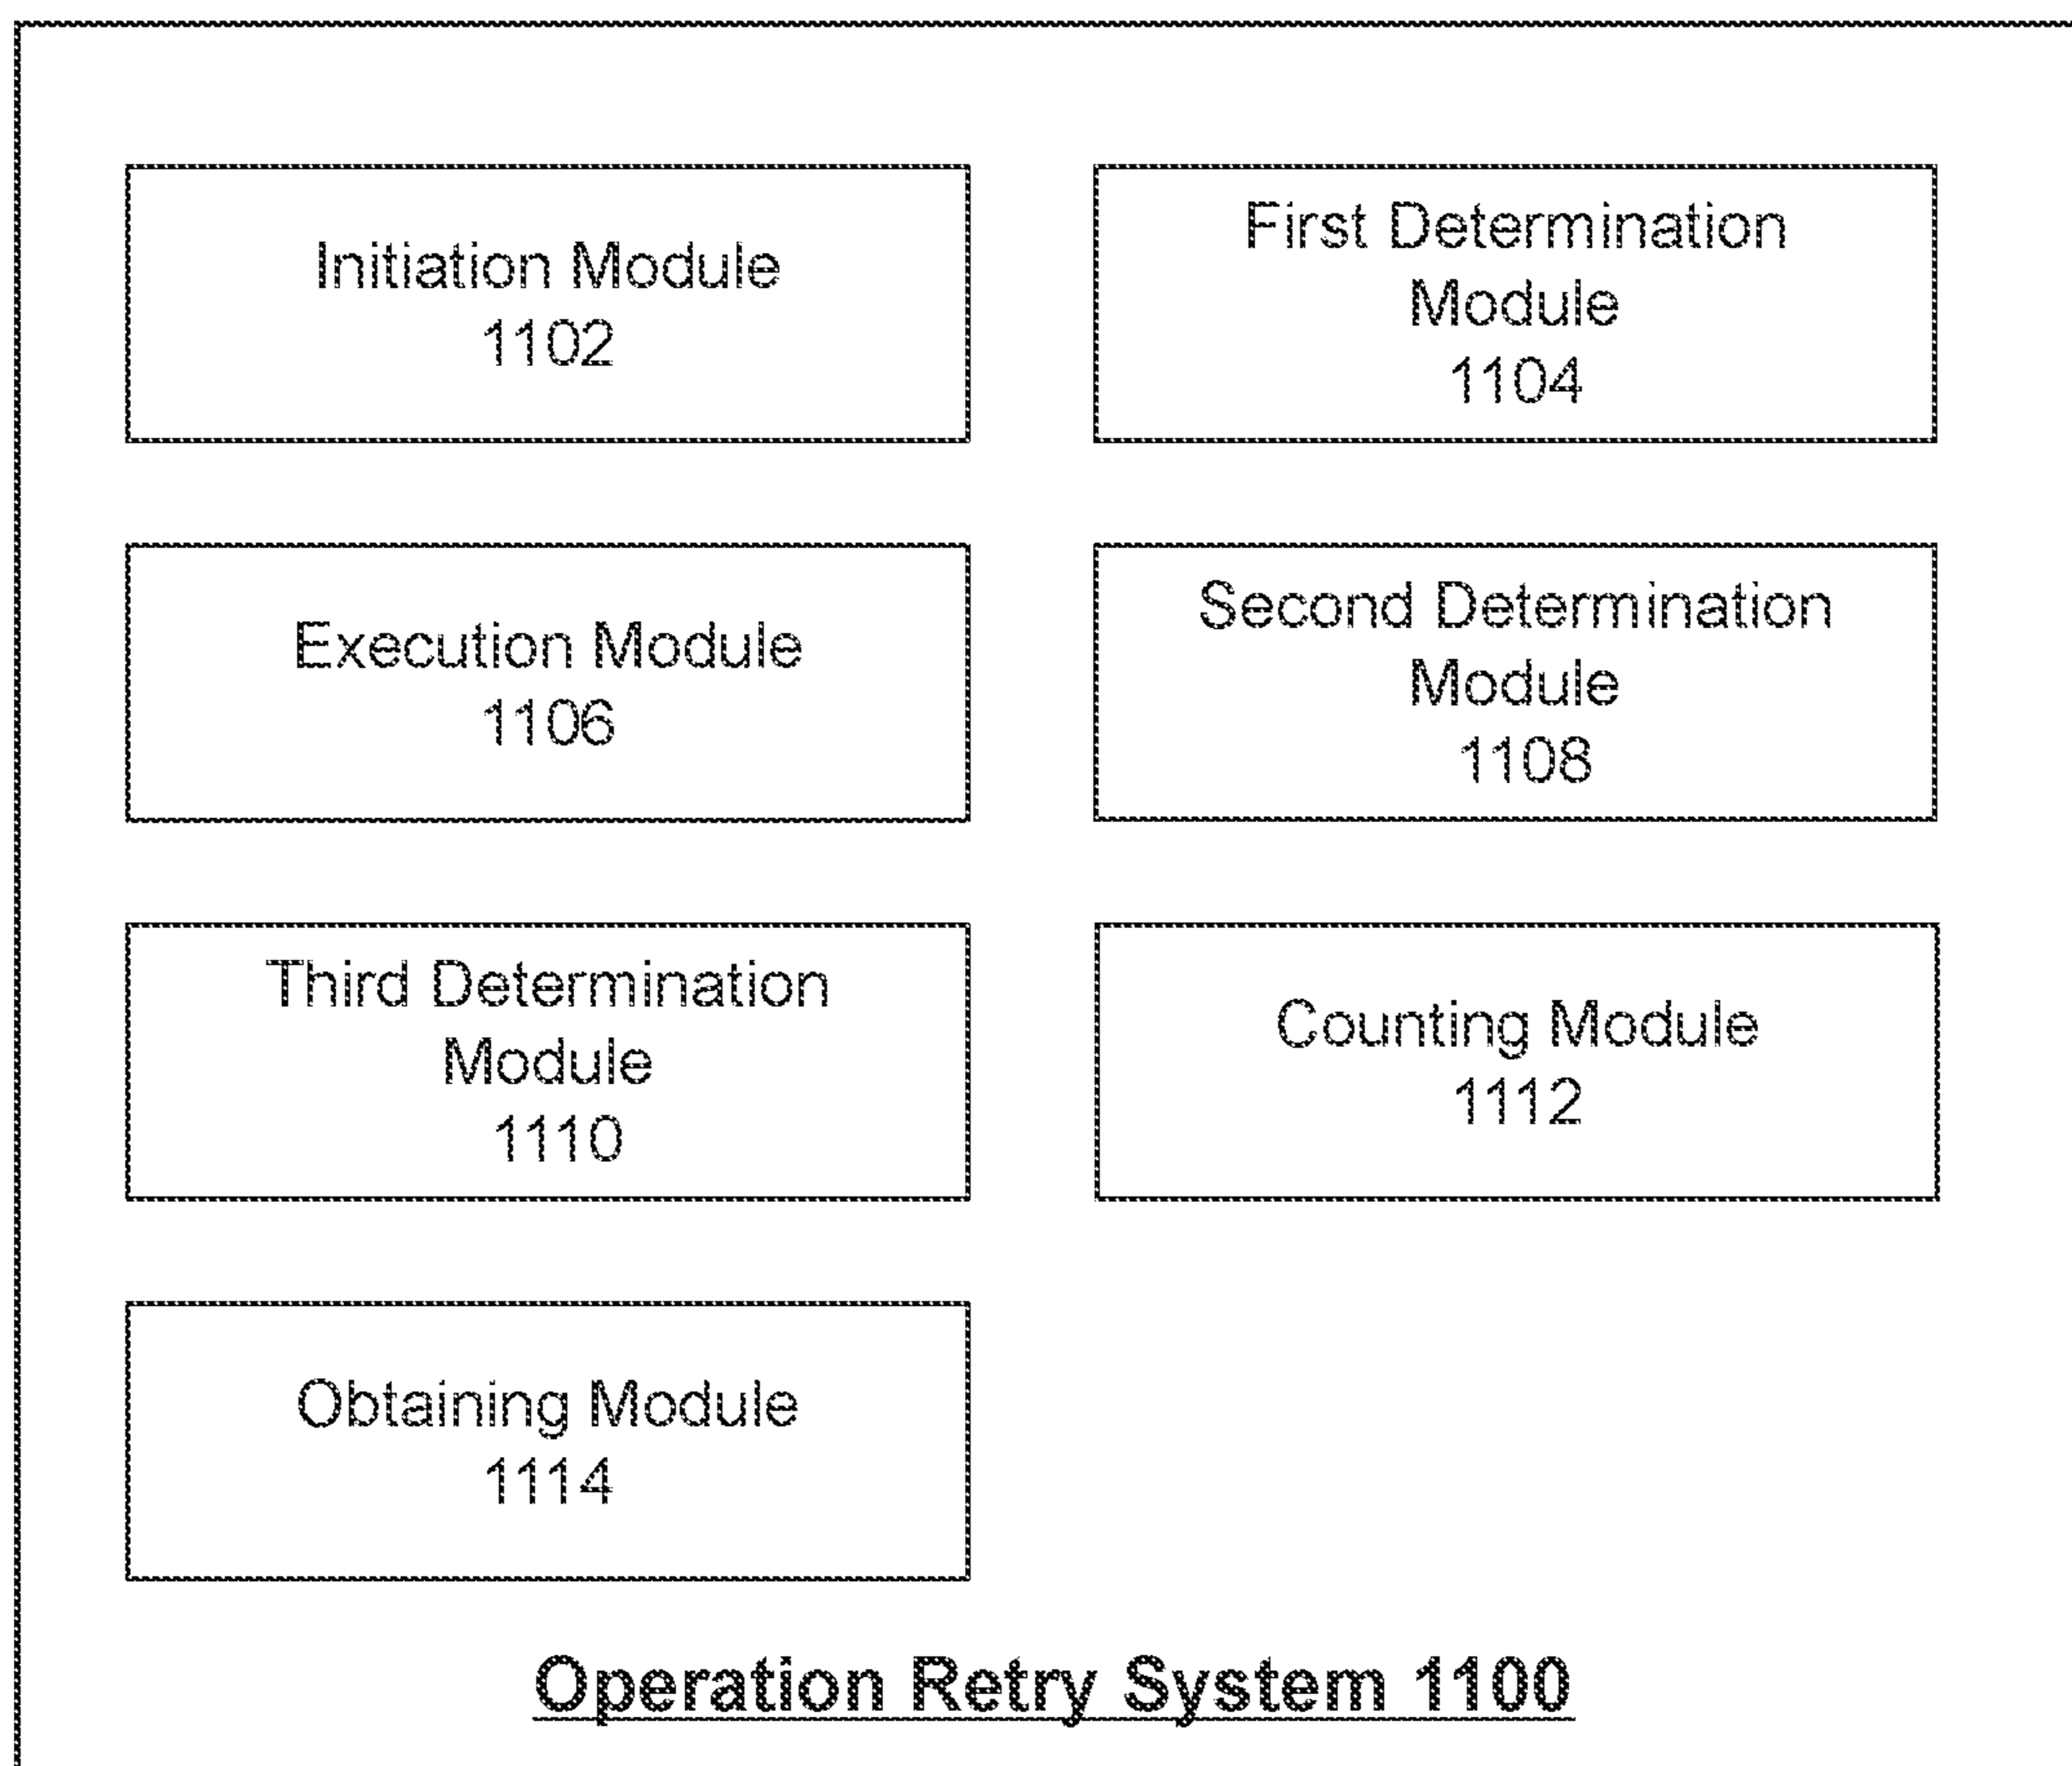 Initiation Module
1102
First Determination
Module
1104
Execution Module
1106
Second Determination
Module
1108
Third Determination
Module
1110
Counting Module
1112
Obtaining Module
1114
Operation Retry System 1100